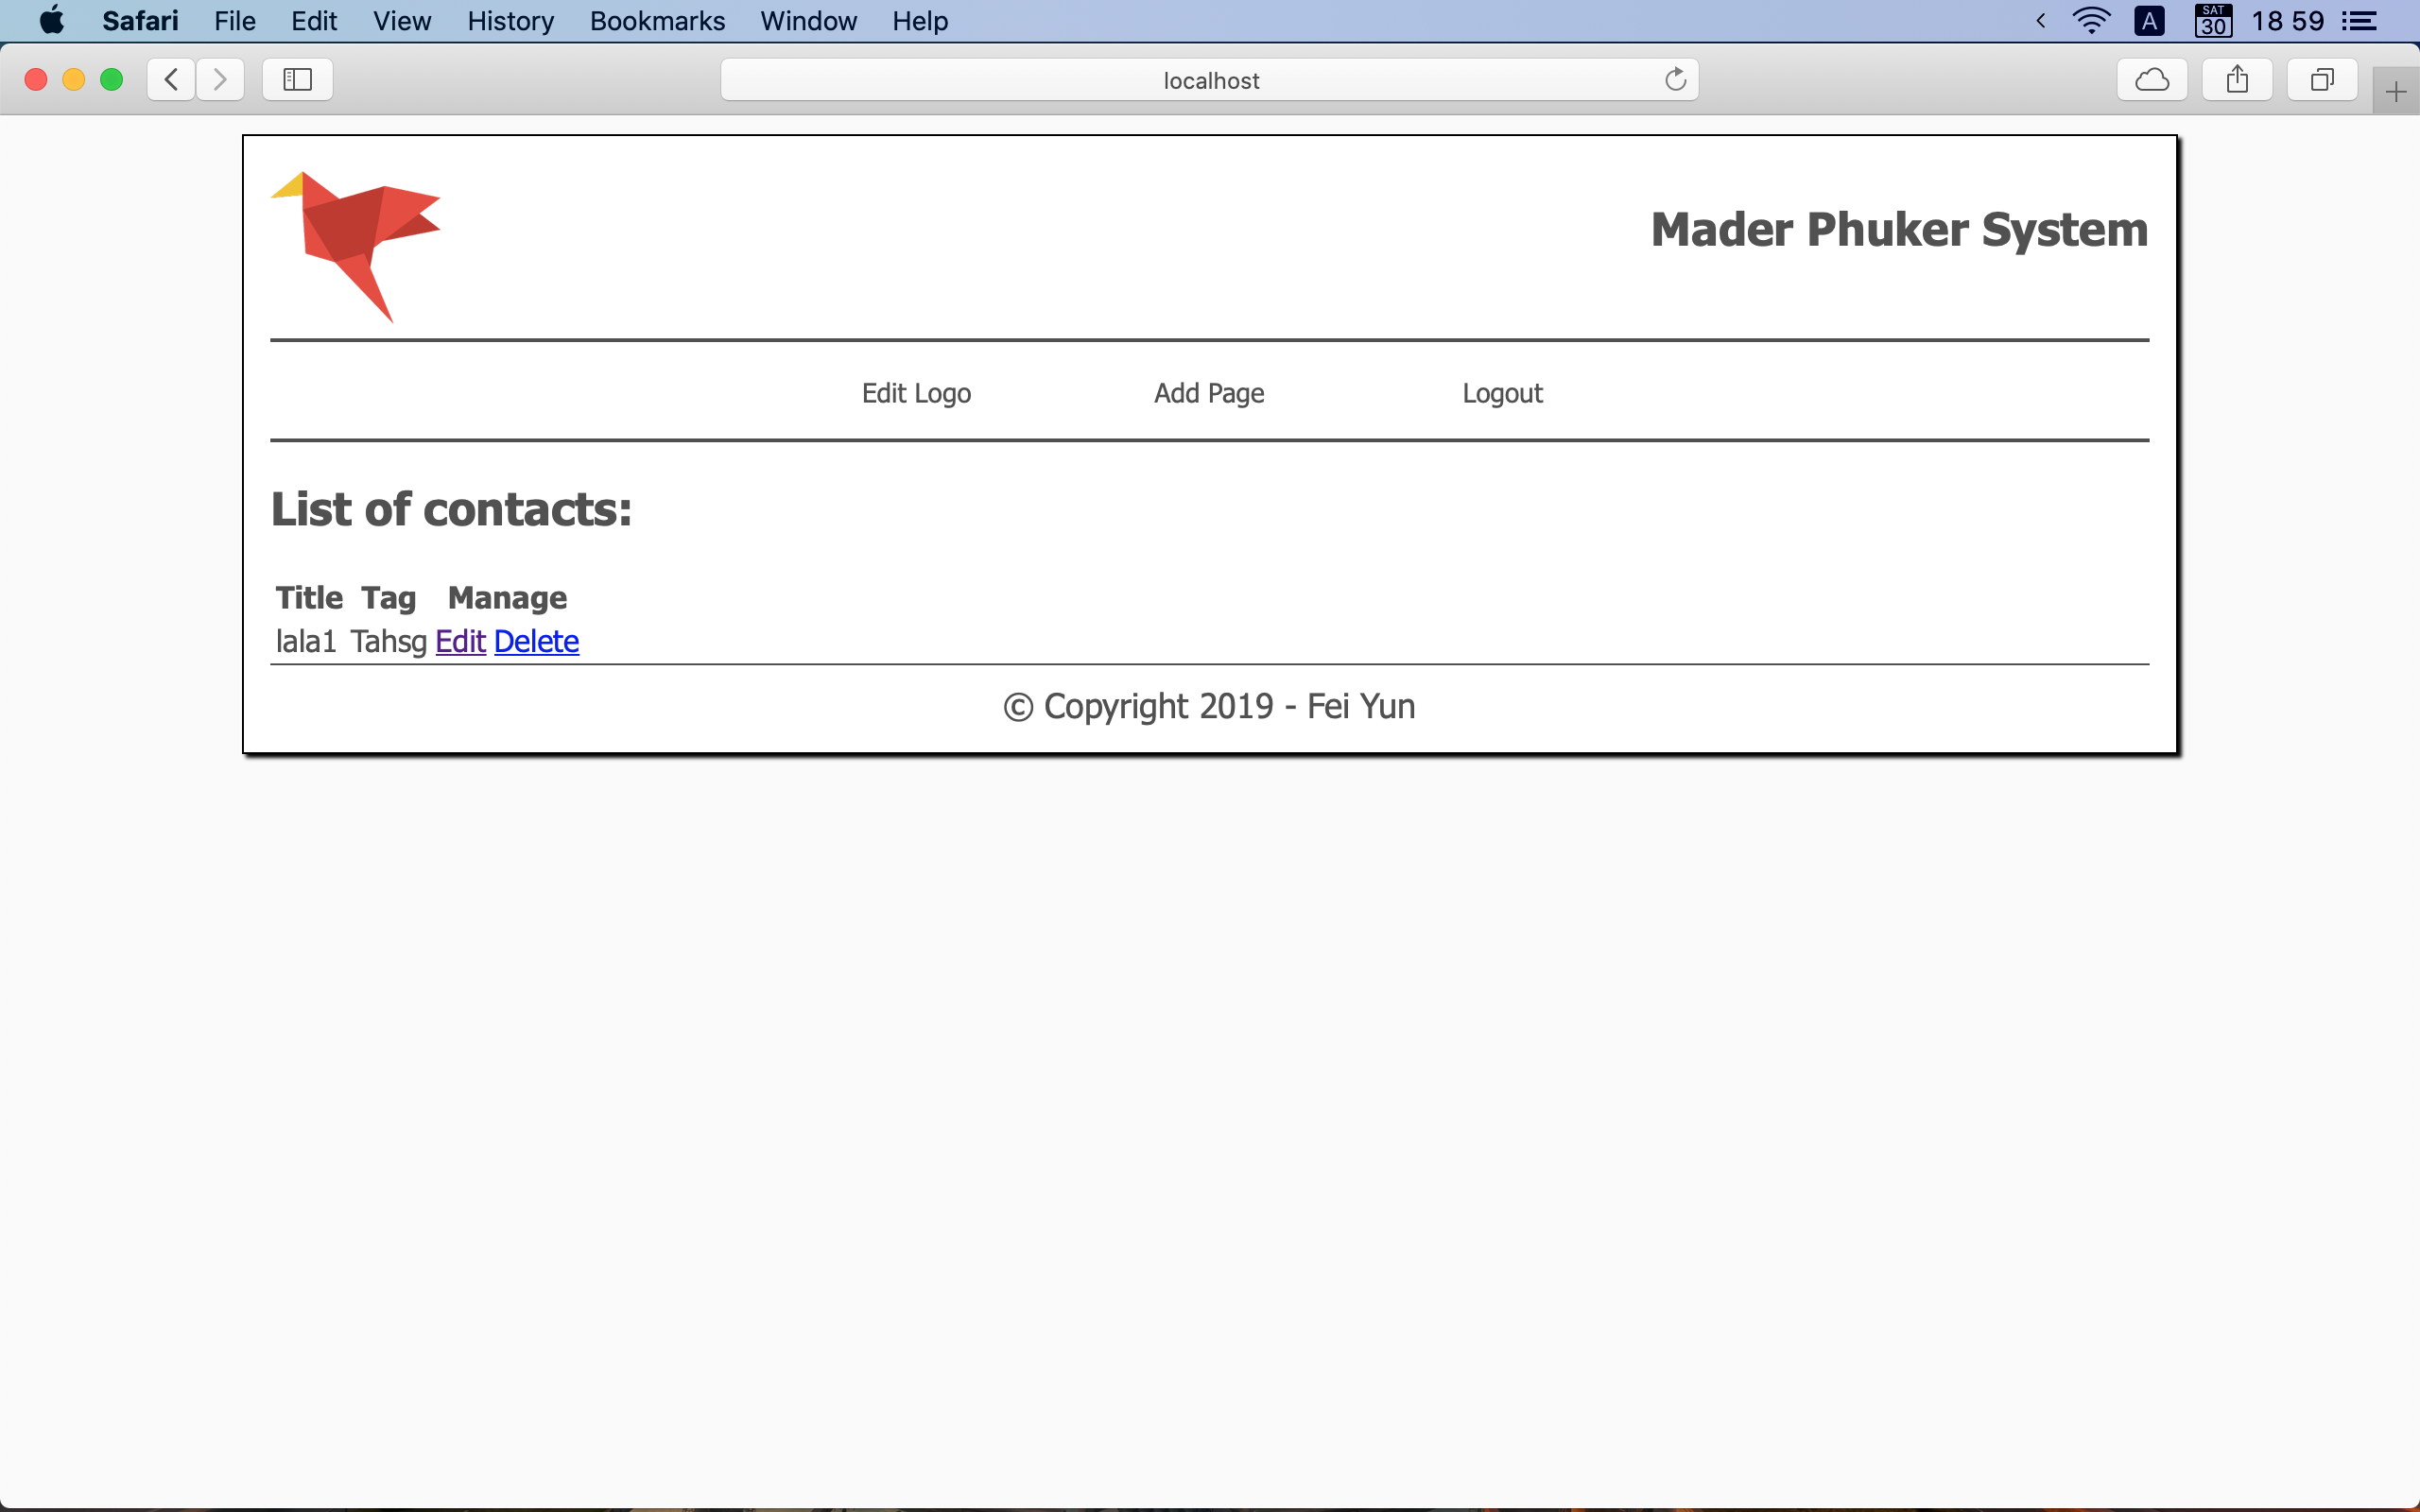 Safari File Edit View History Bookmarks Window Help A SAT 30 18 59
localhost
Mader Phuker System
Edit Logo Add Page Logout
List of contacts:
Title Tag Manage
lala1 Tahsg Edit Delete
© Copyright 2019 - Fei Yun